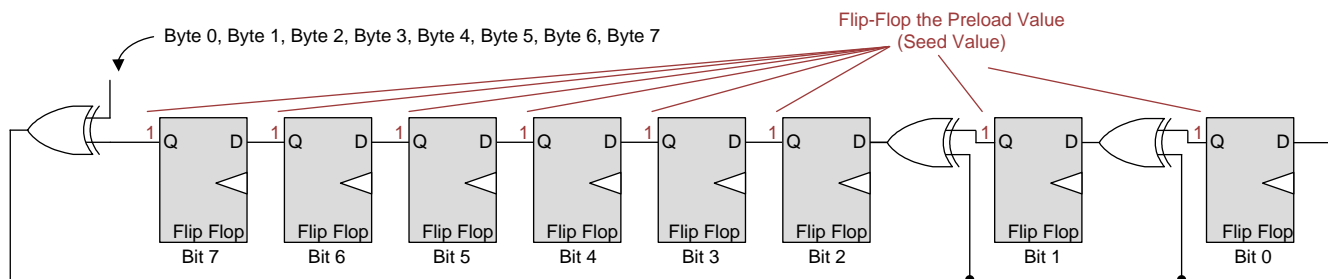 Flip-Flop the Preload Value
(Seed Value)
Byte 0, Byte 1, Byte 2, Byte 3, Byte 4, Byte 5, Byte 6, Byte 7
1 Q D 1 Q D 1 Q D 1 Q D 1 Q D 1 Q D 1 Q D 1 Q D
Flip Flop Flip Flop Flip Flop Flip Flop Flip Flop Flip Flop Flip Flop Flip Flop
Bit 7 Bit 6 Bit 5 Bit 4 Bit 3 Bit 2 Bit 1 Bit 0